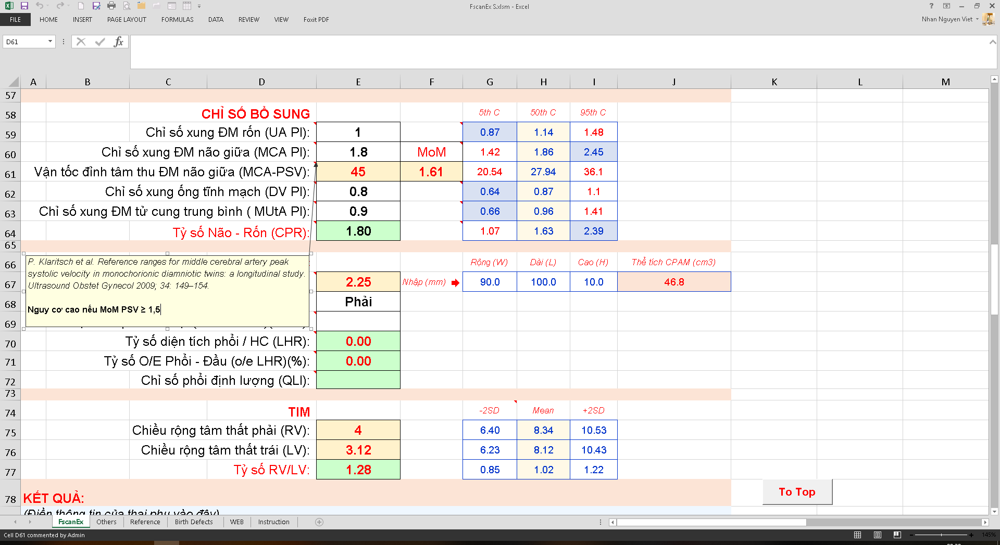 FscanEx S.xlsm - Excel
FILE HOME INSERT PAGE LAYOUT FORMULAS DATA REVIEW VIEW Foxit PDF Nhan Nguyen Viet
D61 fx
A B C D E F G H I J K L M
57
58 CHỈ SỐ BỔ SUNG 5th C 50th C 95th C
59 Chỉ số xung ĐM rốn (UA PI): 1 0.87 1.14 1.48
60 Chỉ số xung ĐM não giữa (MCA PI): 1.8 MoM 1.42 1.86 2.45
61 Vận tốc đỉnh tâm thu ĐM não giữa (MCA-PSV): 45 1.61 20.54 27.94 36.1
62 Chỉ số xung ống tĩnh mạch (DV PI): 0.8 0.64 0.87 1.1
63 Chỉ số xung ĐM tử cung trung bình ( MUtA PI): 0.9 0.66 0.96 1.41
64 Tỷ số Não - Rốn (CPR): 1.80 1.07 1.63 2.39
65
P. Klaritsch et al. Reference ranges for middle cerebral artery peak
systolic velocity in monochorionic diamniotic twins: a longitudinal study.
Ultrasound Obstet Gynecol 2009; 34: 149–154.
Nguy cơ cao nếu MoM PSV ≥ 1,5
66 Rộng (W) Dài (L) Cao (H) Thể tích CPAM (cm3)
67 2.25 Nhập (mm) 90.0 100.0 10.0 46.8
68 Phải
69
70 Tỷ số diện tích phổi / HC (LHR): 0.00
71 Tỷ số O/E Phổi - Đầu (o/e LHR)(%): 0.00
72 Chỉ số phổi định lượng (QLI):
73
74 TIM -2SD Mean +2SD
75 Chiều rộng tâm thất phải (RV): 4 6.40 8.34 10.53
76 Chiều rộng tâm thất trái (LV): 3.12 6.23 8.12 10.43
77 Tỷ số RV/LV: 1.28 0.85 1.02 1.22
78 KẾT QUẢ: To Top
(Điền thông tin của thai phụ vào đây)
FscanEx Others Reference Birth Defects WEB Instruction
Cell D61 commented by Admin 145%